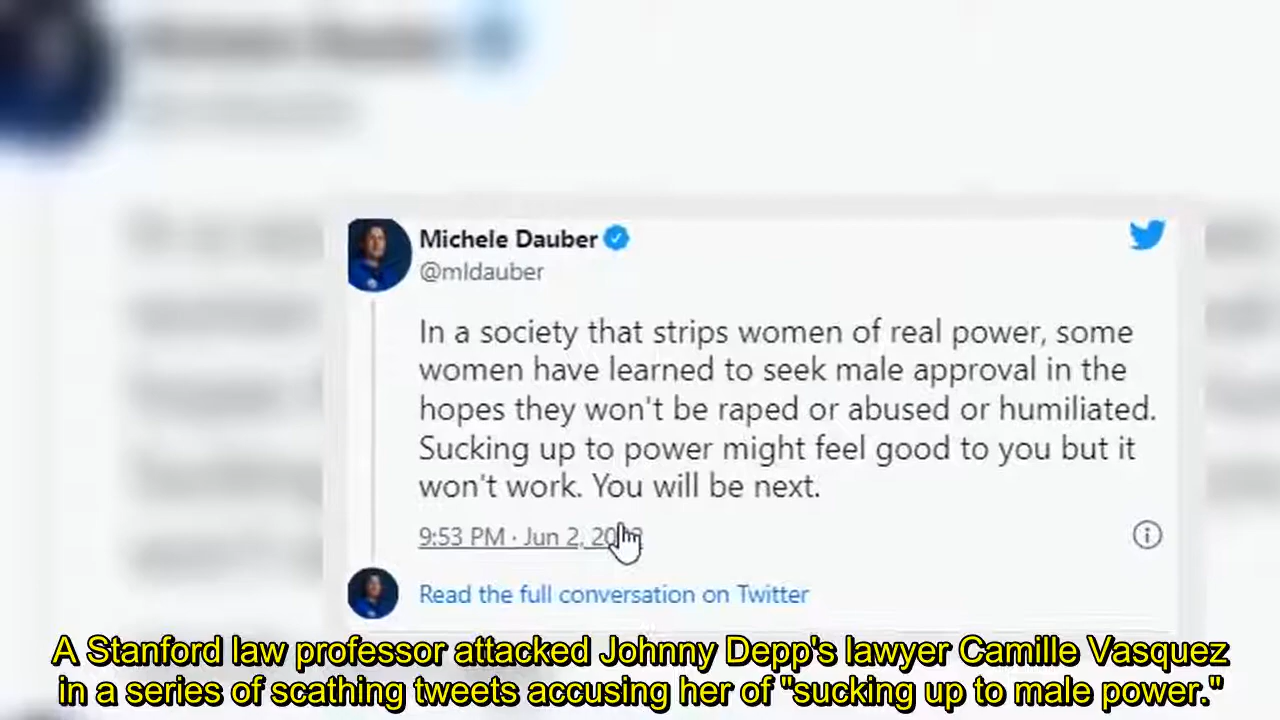 Michele Dauber
@mldauber
In a society that strips women of real power, some
women have learned to seek male approval in the
hopes they won't be raped or abused or humiliated.
Sucking up to power might feel good to you but it
won't work. You will be next.
9:53 PM · Jun 2, 20
Read the full conversation on Twitter
A Stanford law professor attacked Johnny Depp's lawyer Camille Vasquez
in a series of scathing tweets accusing her of "sucking up to male power."